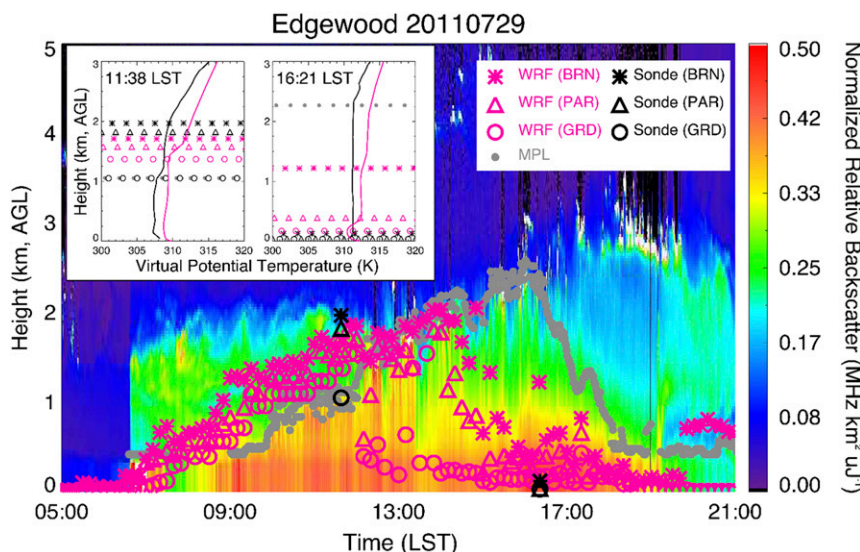 Edgewood 20110729
5
4
3
2
1
0
Height (km, AGL)
05:00
09:00
13:00
17:00
21:00
Time (LST)
11:38 LST
3
2
1
0
Height (km, AGL)
300
305
310
315
320
16:21 LST
3
2
1
0
300
305
310
315
320
Virtual Potential Temperature (K)
WRF (BRN)
Sonde (BRN)
WRF (PAR)
Sonde (PAR)
WRF (GRD)
Sonde (GRD)
MPL
0.50
0.42
0.33
0.25
0.17
0.08
0.00
Normalized Relative Backscatter (MHz km² uJ⁻¹)